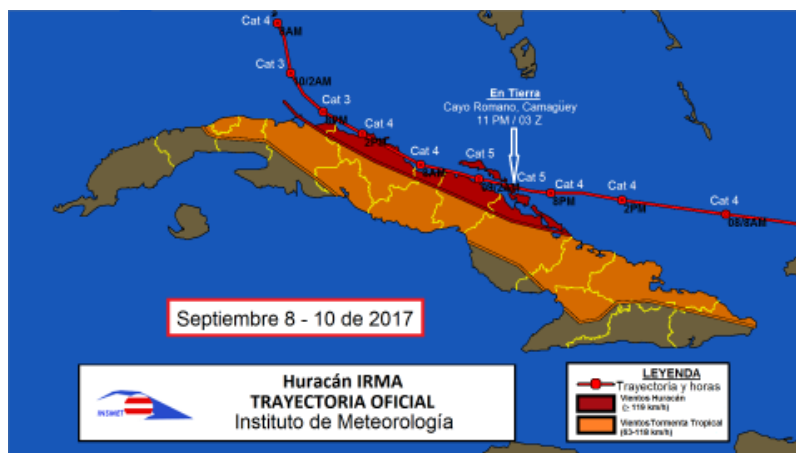 Cat 4
8AM
Cat 3
10/2AM
Cat 3
8PM
Cat 4
2PM
Cat 4
8AM
Cat 5
09/2AM
En Tierra
Cayo Romano, Camagüey
11 PM / 03 Z
Cat 5
Cat 4
8PM
Cat 4
2PM
Cat 4
08/8AM
Septiembre 8 - 10 de 2017
INSMET
Huracán IRMA
TRAYECTORIA OFICIAL
Instituto de Meteorología
LEYENDA
Trayectoria y horas
Vientos Huracán
(≥ 119 km/h)
Vientos Tormenta Tropical
(63-118 km/h)